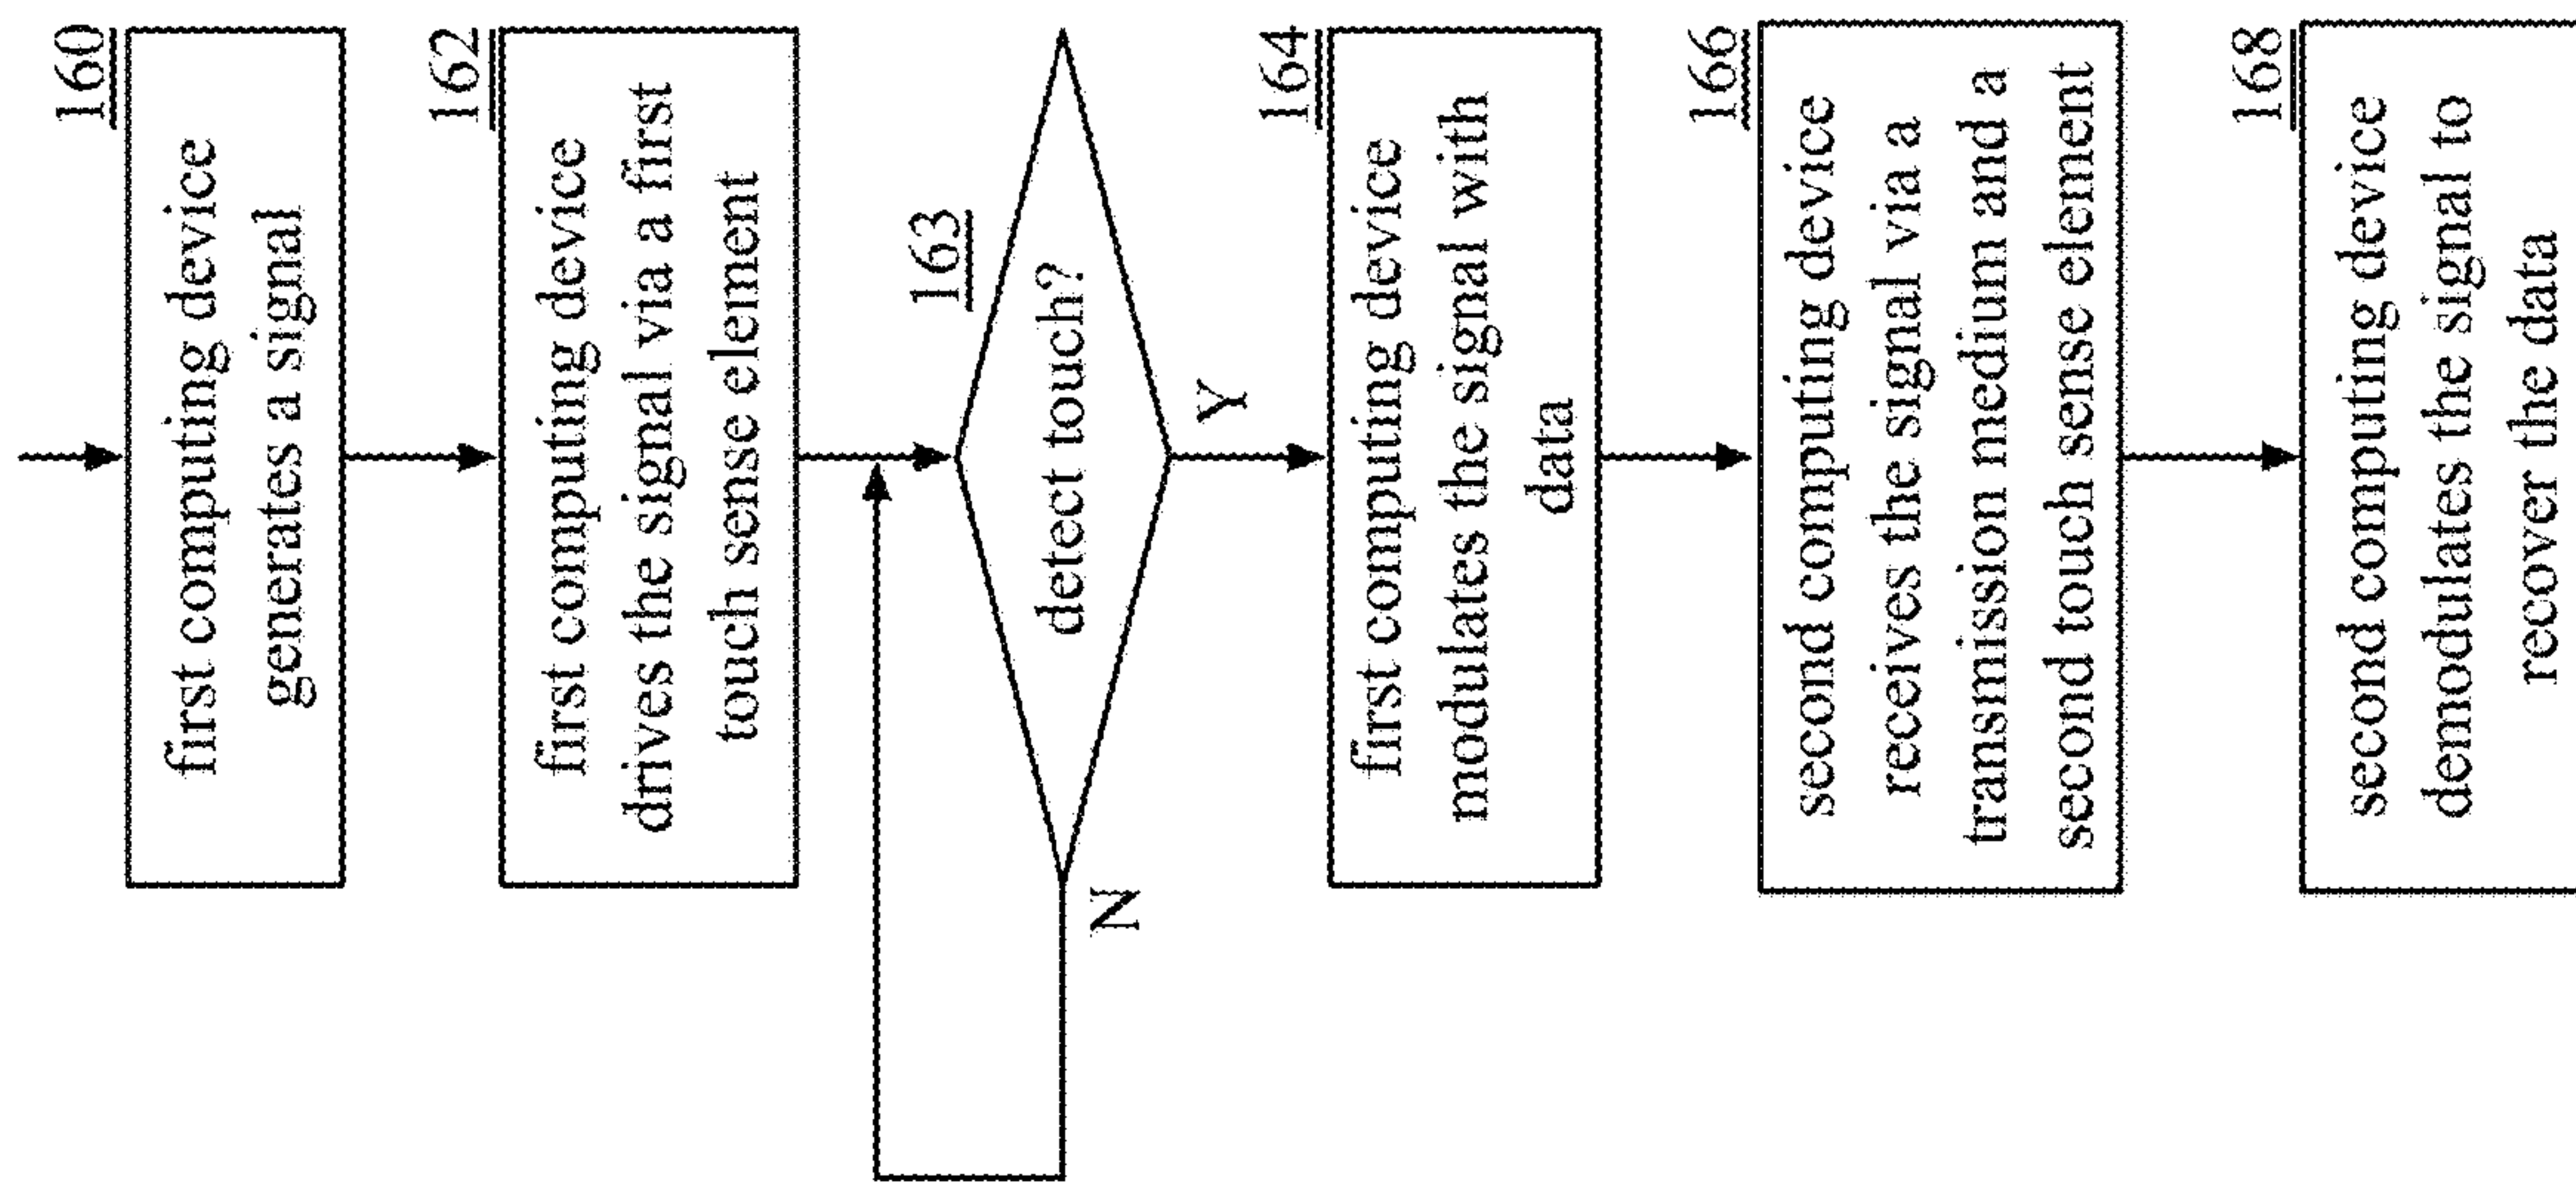 160
first computing device
generates a signal
162
first computing device
drives the signal via a first
touch sense element
163
detect touch?
N
Y
164
first computing device
modulates the signal with
data
166
second computing device
receives the signal via a
transmission medium and a
second touch sense element
168
second computing device
demodulates the signal to
recover the data